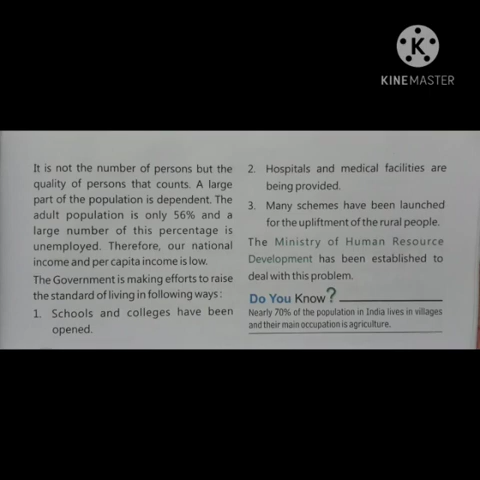 K
KINEMASTER
It is not the number of persons but the
quality of persons that counts. A large
part of the population is dependent. The
adult population is only 56% and a
large number of this percentage is
unemployed. Therefore, our national
income and per capita income is low.
The Government is making efforts to raise
the standard of living in following ways :
1. Schools and colleges have been
opened.
2. Hospitals and medical facilities are
being provided.
3. Many schemes have been launched
for the upliftment of the rural people.
The Ministry of Human Resource
Development has been established to
deal with this problem.
Do You Know?
Nearly 70% of the population in India lives in villages
and their main occupation is agriculture.